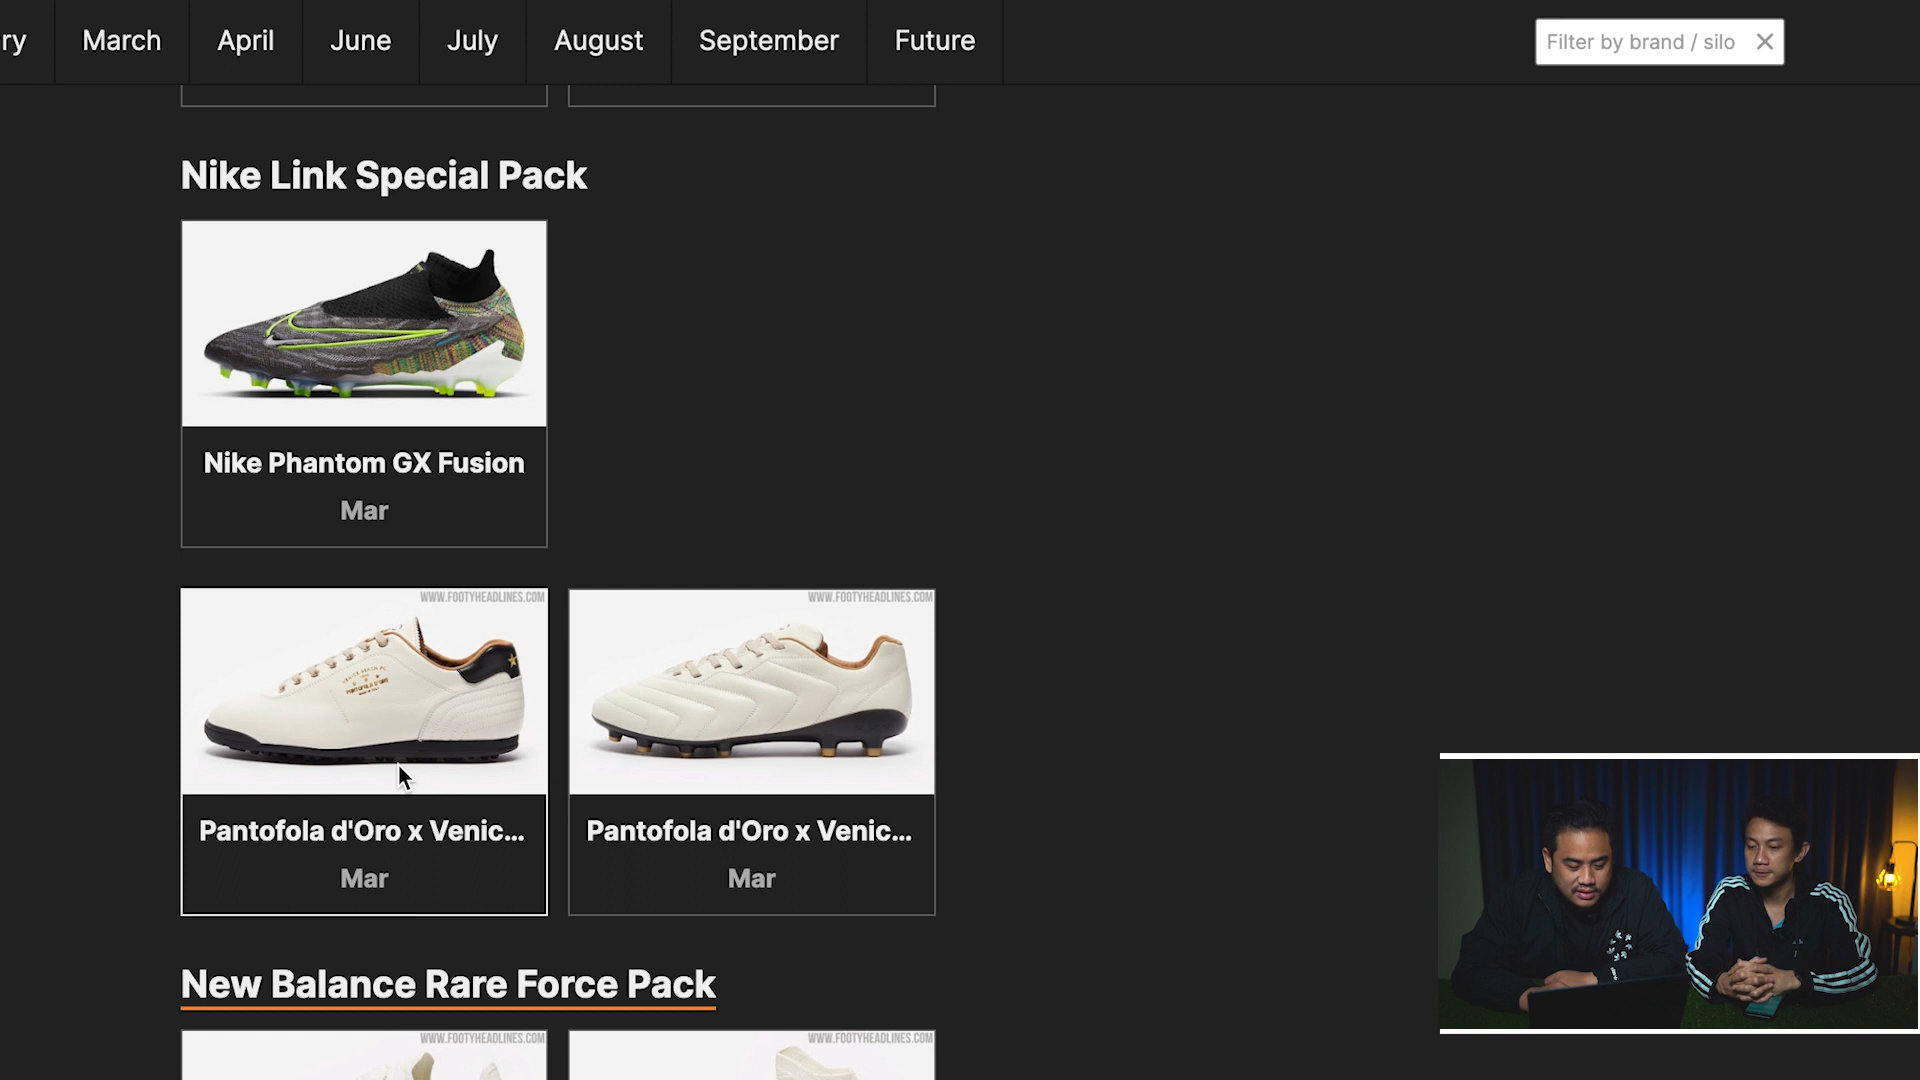 ry
March
April
June
July
August
September
Future
Filter by brand / silo
Nike Link Special Pack
Nike Phantom GX Fusion
Mar
WWW.FOOTYHEADLINES.COM
WWW.FOOTYHEADLINES.COM
PANTOFOLA D'ORO
Pantofola d'Oro x Venic...
Pantofola d'Oro x Venic...
Mar
Mar
New Balance Rare Force Pack
WWW.FOOTYHEADLINES.COM
WWW.FOOTYHEADLINES.COM